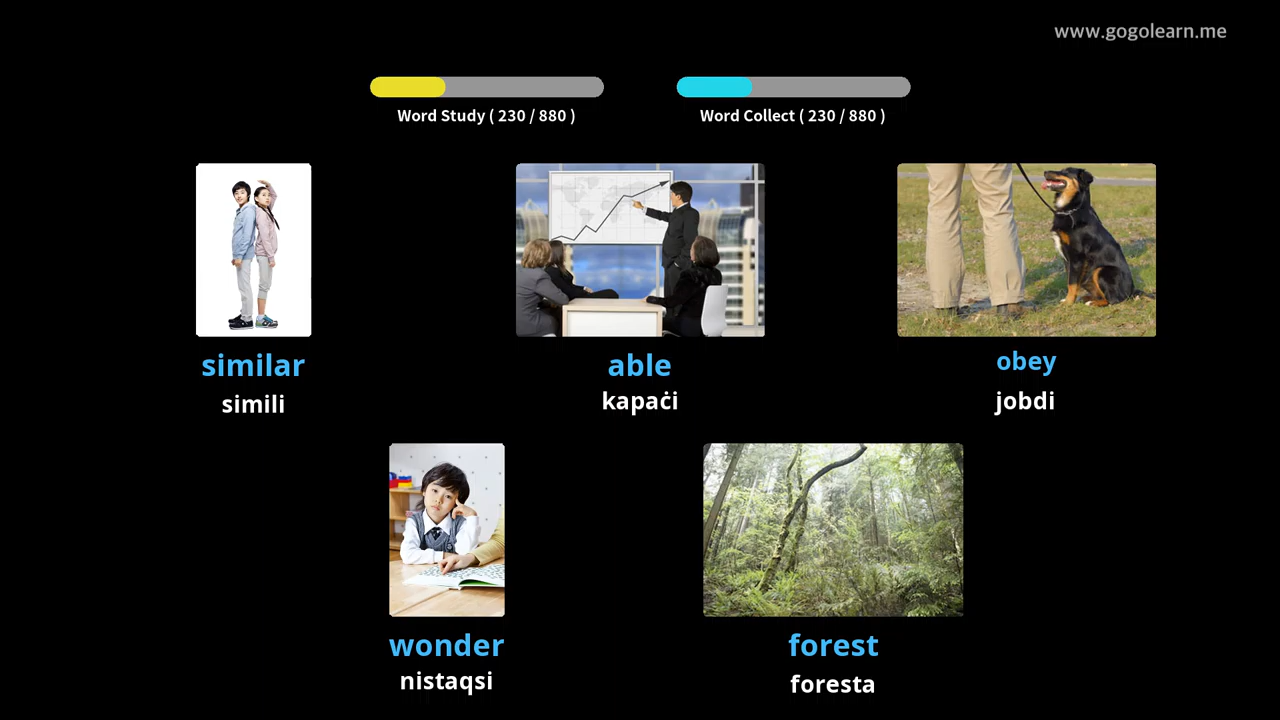 www.gogolearn.me
Word Study ( 230 / 880 )
Word Collect ( 230 / 880 )
similar
simili
able
kapaċi
obey
jobdi
wonder
nistaqsi
forest
foresta